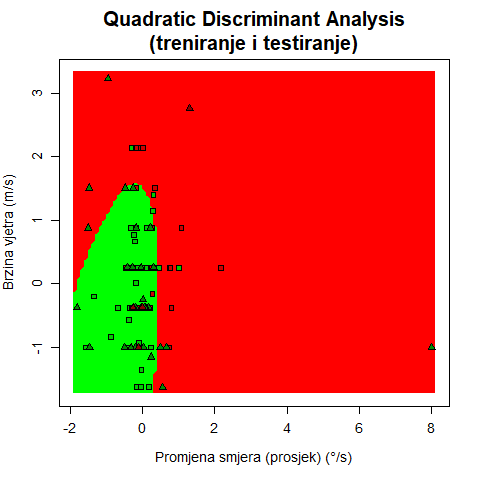 Quadratic Discriminant Analysis
(treniranje i testiranje)
Brzina vjetra (m/s)
3
2
1
0
-1
-2 0 2 4 6 8
Promjena smjera (prosjek) (°/s)